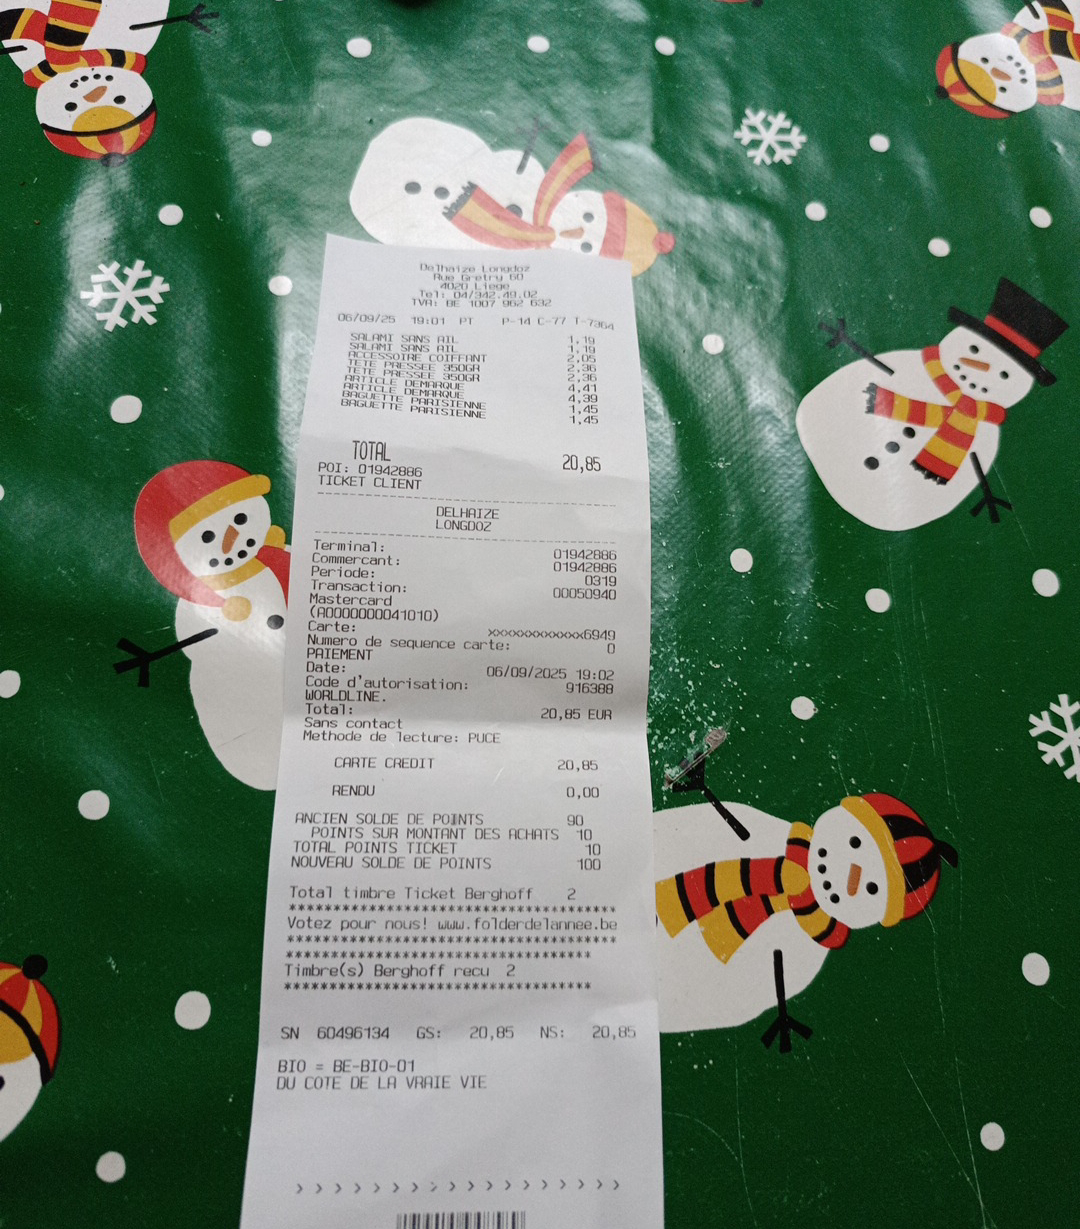 Delhaize Longdoz
Rue Gretry 60
4020 Liege
Tel: 04/342.49.02
TVA: BE 1007 962 632
06/09/25 19:01 PT P-14 C-77 T-7364
SALAMI SANS AIL 1,19
SALAMI SANS AIL 1,19
ACCESSOIRE COIFFANT 2,05
TETE PRESSEE 350GR 2,36
TETE PRESSEE 350GR 2,36
ARTICLE DEMARQUE 4,41
ARTICLE DEMARQUE 4,39
BAGUETTE PARISIENNE 1,45
BAGUETTE PARISIENNE 1,45
TOTAL 20,85
POI: 01942886
TICKET CLIENT
--------------------------------
DELHAIZE
LONGDOZ
--------------------------------
Terminal: 01942886
Commercant: 01942886
Periode: 0319
Transaction: 00050940
Mastercard
(A0000000041010)
Carte: xxxxxxxxxxxx6949
Numero de sequence carte: 0
PAIEMENT
Date: 06/09/2025 19:02
Code d'autorisation: 916388
WORLDLINE.
Total: 20,85 EUR
Sans contact
Methode de lecture: PUCE
CARTE CREDIT 20,85
RENDU 0,00
ANCIEN SOLDE DE POINTS 90
POINTS SUR MONTANT DES ACHATS 10
TOTAL POINTS TICKET 10
NOUVEAU SOLDE DE POINTS 100
Total timbre Ticket Berghoff 2
****************************************
Votez pour nous! www.folderdelannee.be
****************************************
*************************************
Timbre(s) Berghoff recu 2
*************************************
SN 60496134 GS: 20,85 NS: 20,85
BIO = BE-BIO-01
DU COTE DE LA VRAIE VIE
> > > > > > > > > > > > > > > > >